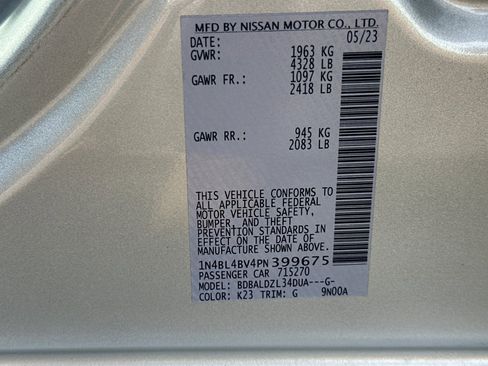 MFD BY NISSAN MOTOR CO., LTD.
DATE: 05/23
GVWR: 1963 KG
4328 LB
GAWR FR.: 1097 KG
2418 LB
GAWR RR.: 945 KG
2083 LB
THIS VEHICLE CONFORMS TO
ALL APPLICABLE FEDERAL
MOTOR VEHICLE SAFETY,
BUMPER, AND THEFT
PREVENTION STANDARDS IN
EFFECT ON THE DATE OF
MANUFACTURE SHOWN ABOVE.
1N4BL4BV4PN399675
PASSENGER CAR 715270
MODEL: BDBALDZL34DUA---G-
COLOR: K23 TRIM: G 9N00A